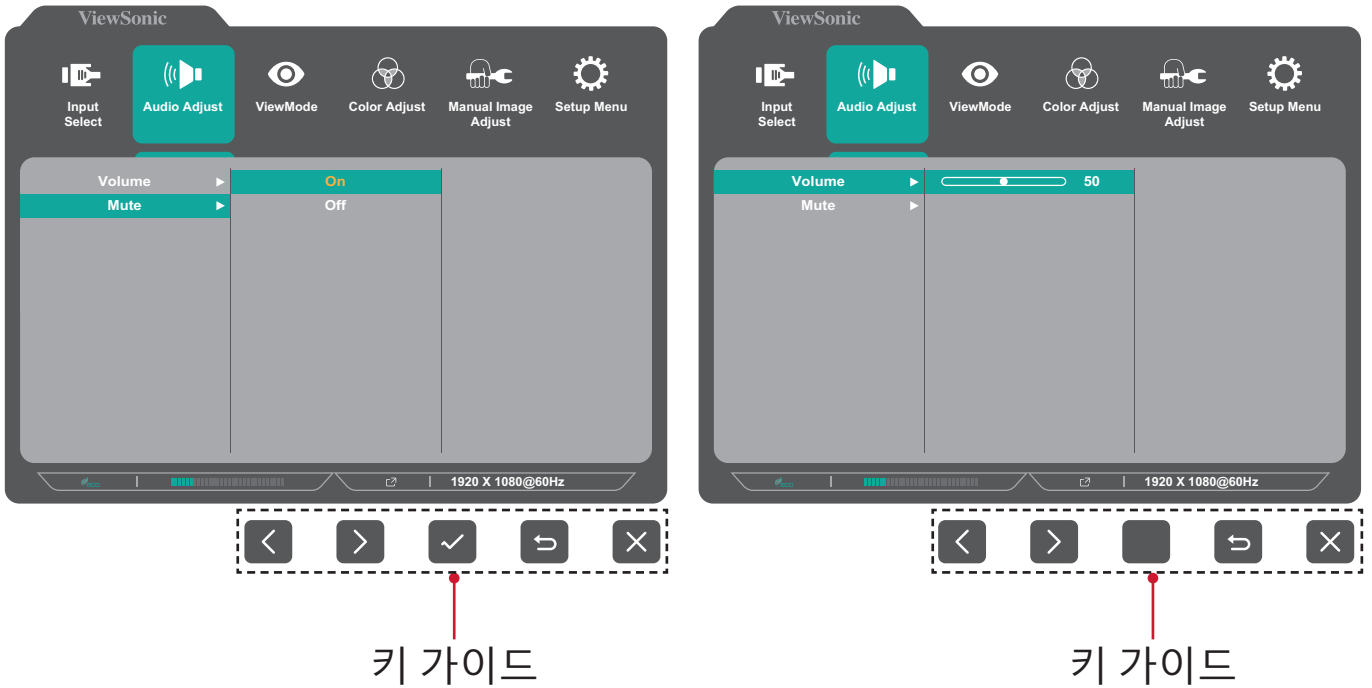 ViewSonic
Input
Select
Audio Adjust
ViewMode
Color Adjust
Manual Image
Adjust
Setup Menu
Volume
On
Mute
Off
eco
1920 X 1080@60Hz
키 가이드
ViewSonic
Input
Select
Audio Adjust
ViewMode
Color Adjust
Manual Image
Adjust
Setup Menu
Volume
50
Mute
eco
1920 X 1080@60Hz
키 가이드